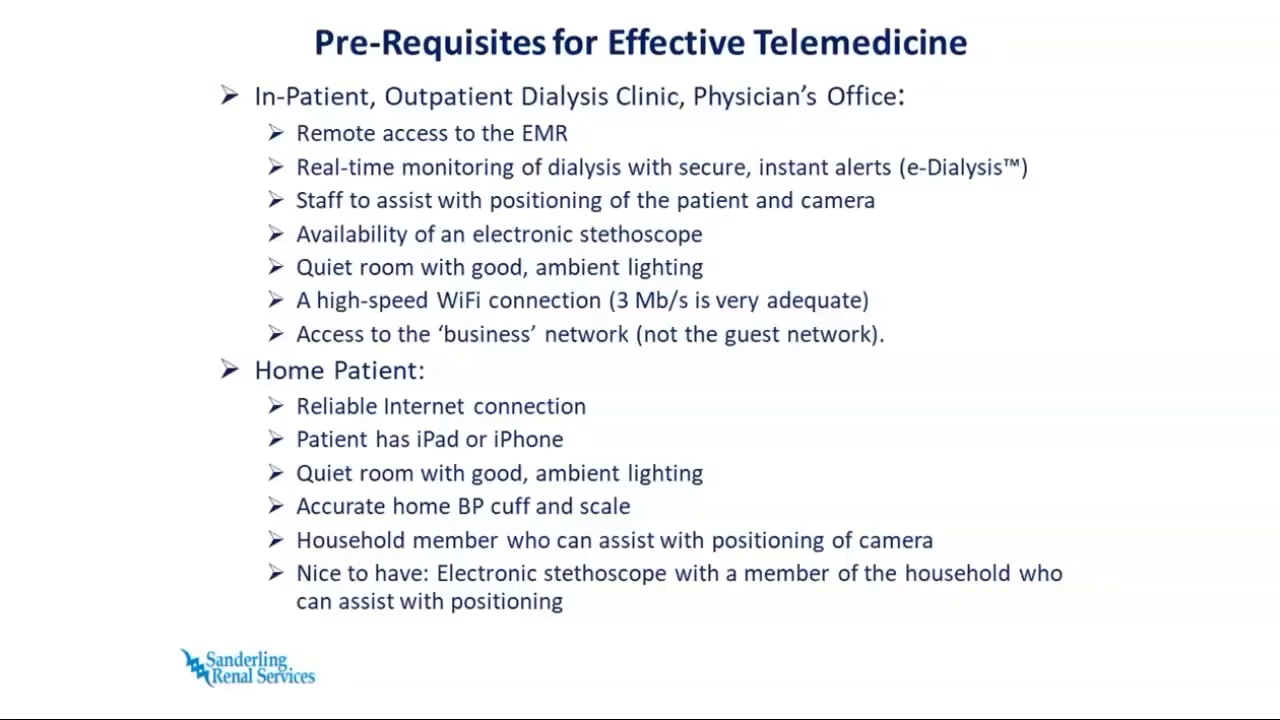 Pre-Requisites for Effective Telemedicine
➢ In-Patient, Outpatient Dialysis Clinic, Physician’s Office:
➢ Remote access to the EMR
➢ Real-time monitoring of dialysis with secure, instant alerts (e-Dialysis™)
➢ Staff to assist with positioning of the patient and camera
➢ Availability of an electronic stethoscope
➢ Quiet room with good, ambient lighting
➢ A high-speed WiFi connection (3 Mb/s is very adequate)
➢ Access to the ‘business’ network (not the guest network).
➢ Home Patient:
➢ Reliable Internet connection
➢ Patient has iPad or iPhone
➢ Quiet room with good, ambient lighting
➢ Accurate home BP cuff and scale
➢ Household member who can assist with positioning of camera
➢ Nice to have: Electronic stethoscope with a member of the household who
can assist with positioning
Sanderling
Renal Services